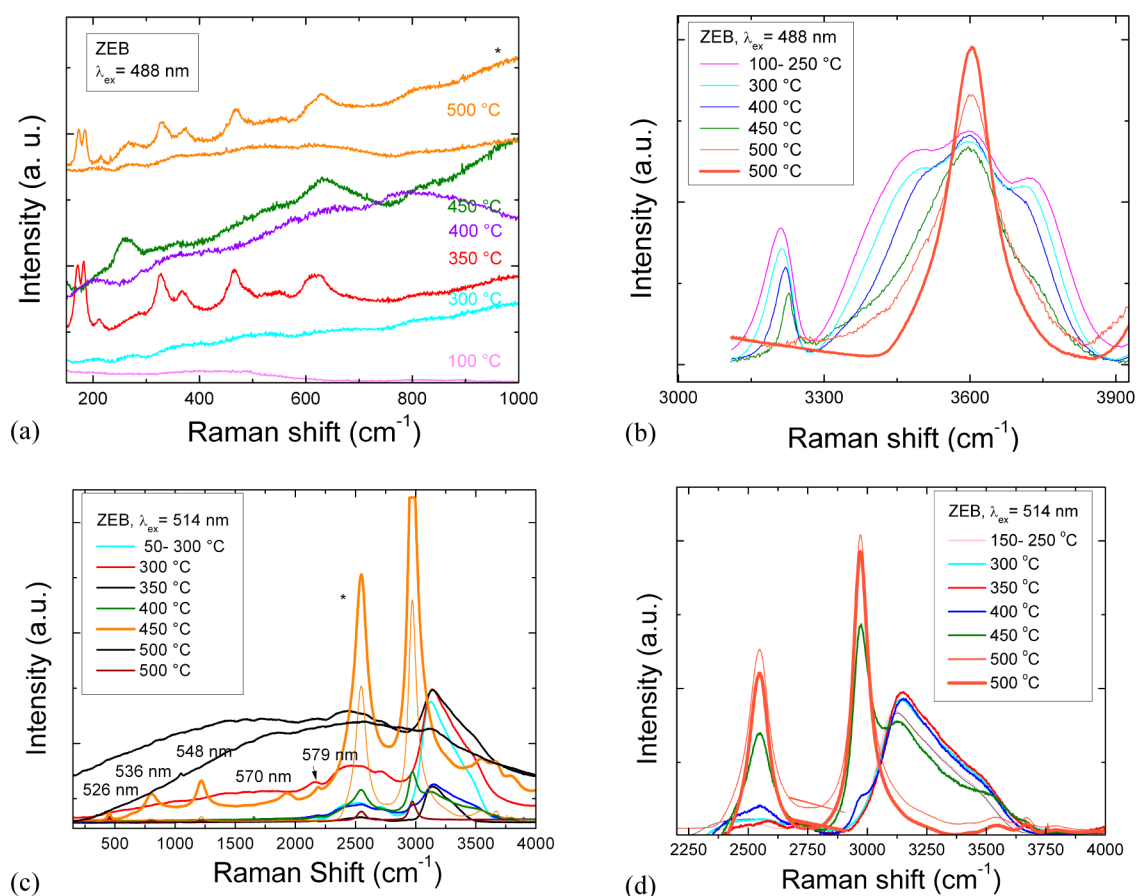 ZEB
λex= 488 nm
*
500 °C
450 °C
400 °C
350 °C
300 °C
100 °C
Intensity (a. u.)
200 400 600 800 1000
Raman shift (cm-1)
(a)
ZEB, λex= 488 nm
100- 250 °C
300 °C
400 °C
450 °C
500 °C
500 °C
Intensity (a.u.)
3000 3300 3600 3900
Raman shift (cm-1)
(b)
ZEB, λex= 514 nm
50- 300 °C
300 °C
350 °C
400 °C
450 °C
500 °C
500 °C
*
548 nm
579 nm
536 nm
570 nm
526 nm
Intensity (a.u.)
500 1000 1500 2000 2500 3000 3500 4000
Raman Shift (cm-1)
(c)
ZEB, λex= 514 nm
150- 250 °C
300 °C
350 °C
400 °C
450 °C
500 °C
500 °C
Intensity (a.u.)
2250 2500 2750 3000 3250 3500 3750 4000
Raman shift (cm-1)
(d)